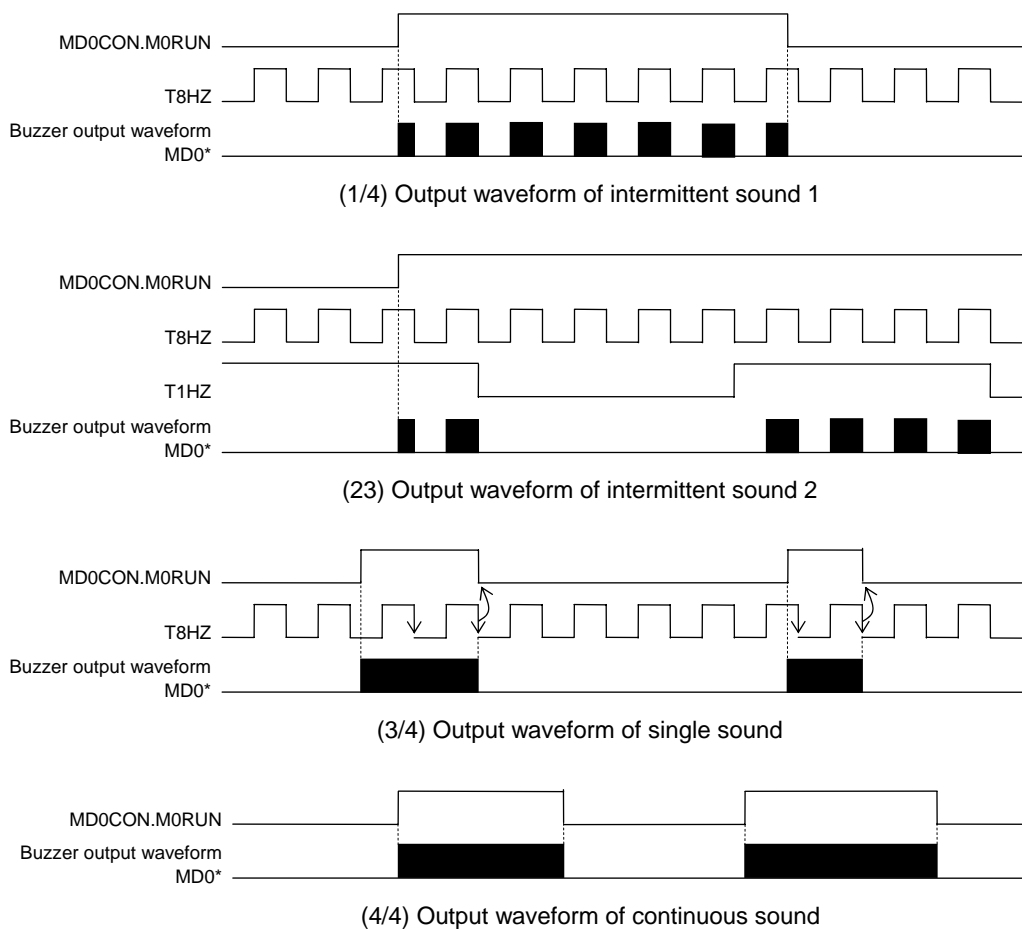 MD0CON.M0RUN
T8HZ
Buzzer output waveform
MD0*
(1/4) Output waveform of intermittent sound 1
MD0CON.M0RUN
T8HZ
T1HZ
Buzzer output waveform
MD0*
(23) Output waveform of intermittent sound 2
MD0CON.M0RUN
T8HZ
Buzzer output waveform
MD0*
(3/4) Output waveform of single sound
MD0CON.M0RUN
Buzzer output waveform
MD0*
(4/4) Output waveform of continuous sound